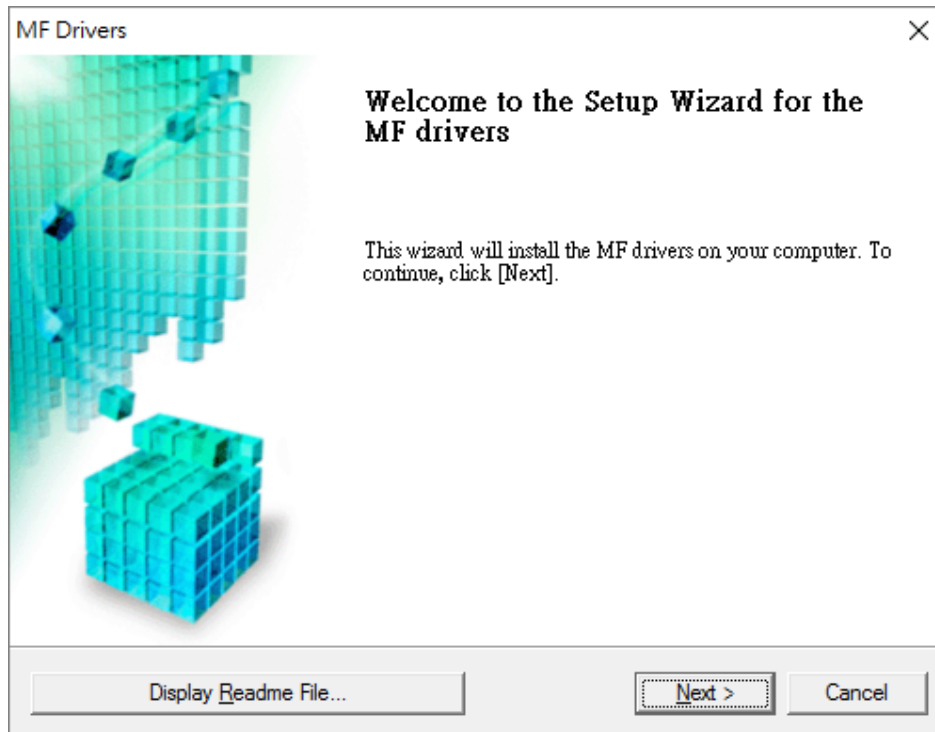 MF Drivers
Welcome to the Setup Wizard for the
MF drivers
This wizard will install the MF drivers on your computer. To
continue, click [Next].
Display Readme File...
Next >
Cancel